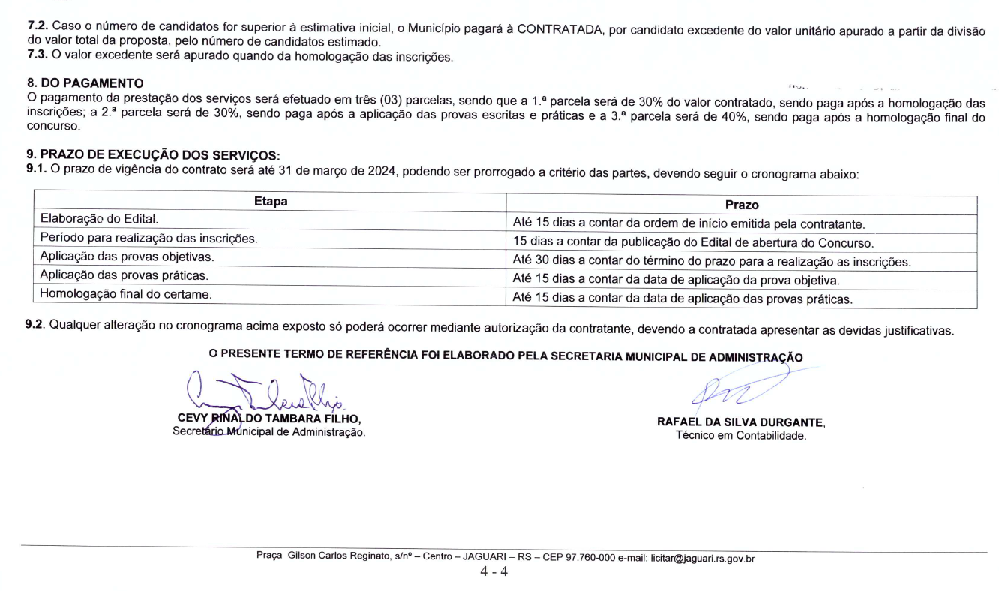 7.2. Caso o número de candidatos for superior à estimativa inicial, o Município pagará à CONTRATADA, por candidato excedente do valor unitário apurado a partir da divisão
do valor total da proposta, pelo número de candidatos estimado.
7.3. O valor excedente será apurado quando da homologação das inscrições.
8. DO PAGAMENTO
O pagamento da prestação dos serviços será efetuado em três (03) parcelas, sendo que a 1.ª parcela será de 30% do valor contratado, sendo paga após a homologação das
inscrições; a 2.ª parcela será de 30%, sendo paga após a aplicação das provas escritas e práticas e a 3.ª parcela será de 40%, sendo paga após a homologação final do
concurso.
9. PRAZO DE EXECUÇÃO DOS SERVIÇOS:
9.1. O prazo de vigência do contrato será até 31 de março de 2024, podendo ser prorrogado a critério das partes, devendo seguir o cronograma abaixo:
Etapa Prazo
Elaboração do Edital. Até 15 dias a contar da ordem de início emitida pela contratante.
Período para realização das inscrições. 15 dias a contar da publicação do Edital de abertura do Concurso.
Aplicação das provas objetivas. Até 30 dias a contar do término do prazo para a realização as inscrições.
Aplicação das provas práticas. Até 15 dias a contar da data de aplicação da prova objetiva.
Homologação final do certame. Até 15 dias a contar da data de aplicação das provas práticas.
9.2. Qualquer alteração no cronograma acima exposto só poderá ocorrer mediante autorização da contratante, devendo a contratada apresentar as devidas justificativas.
O PRESENTE TERMO DE REFERÊNCIA FOI ELABORADO PELA SECRETARIA MUNICIPAL DE ADMINISTRAÇÃO
CEVY RINALDO TAMBARA FILHO,
Secretário Municipal de Administração.
RAFAEL DA SILVA DURGANTE,
Técnico em Contabilidade.
Praça Gilson Carlos Reginato, s/nº – Centro – JAGUARI – RS – CEP 97.760-000 e-mail: licitar@jaguari.rs.gov.br
4 - 4